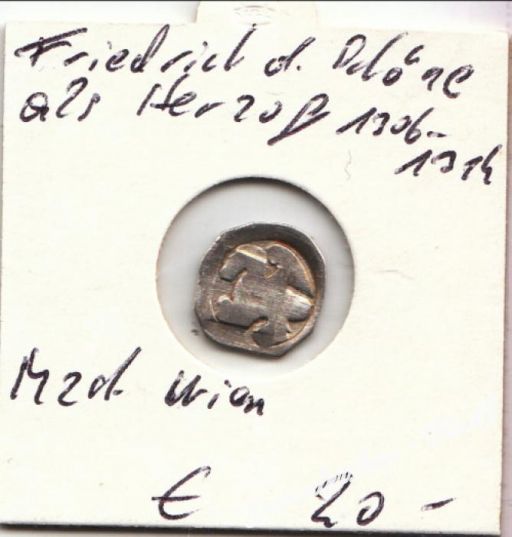 Friedrich d. Schöne
als Herzog 1306-
1314
Mzst Wien
€ 20 -